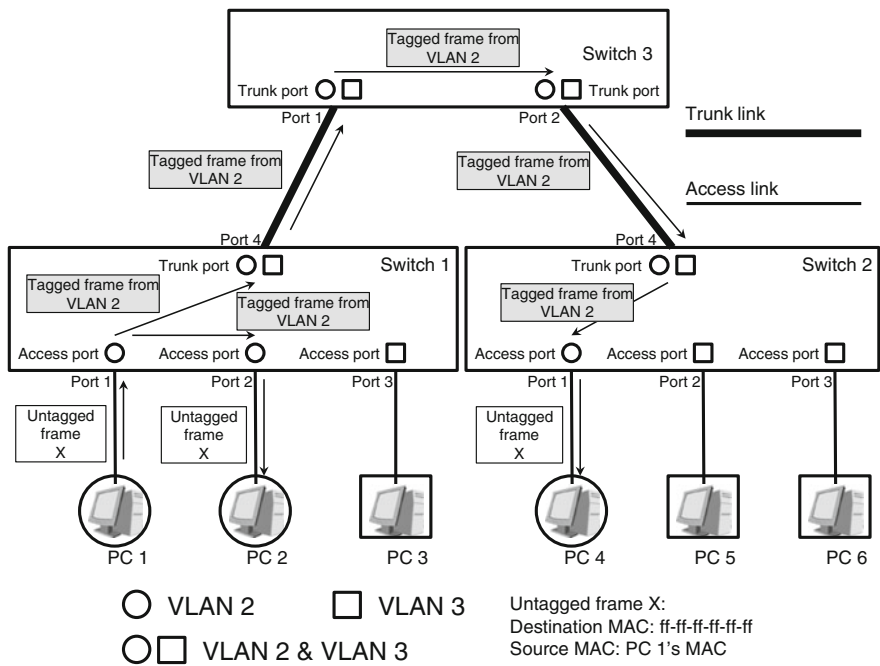 Tagged frame from
VLAN 2
Switch 3
Trunk port
Trunk port
Port 1
Port 2
Trunk link
Tagged frame from
VLAN 2
Tagged frame from
VLAN 2
Access link
Port 4
Port 4
Trunk port
Switch 1
Trunk port
Switch 2
Tagged frame from
VLAN 2
Tagged frame from
VLAN 2
Tagged frame from
VLAN 2
Access port
Access port
Access port
Access port
Access port
Access port
Port 1
Port 2
Port 3
Port 1
Port 2
Port 3
Untagged
frame
X
Untagged
frame
X
Untagged
frame
X
PC 1
PC 2
PC 3
PC 4
PC 5
PC 6
VLAN 2
VLAN 3
VLAN 2 & VLAN 3
Untagged frame X:
Destination MAC: ff-ff-ff-ff-ff-ff
Source MAC: PC 1's MAC